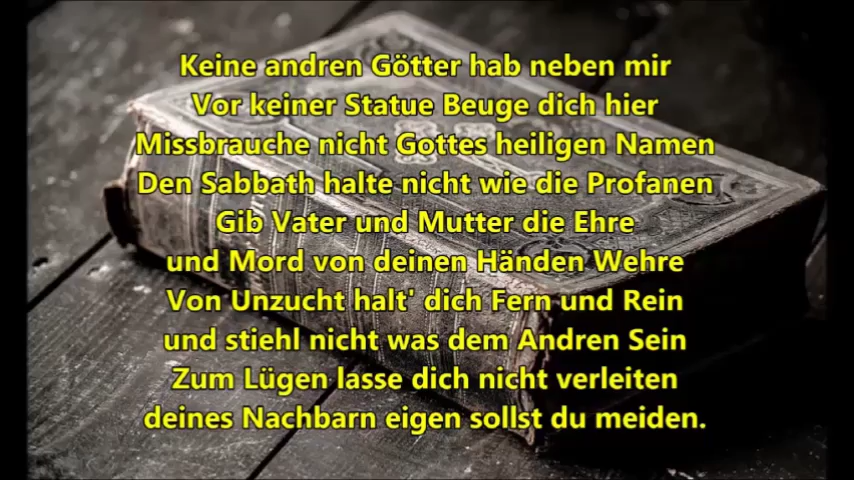 Keine andren Götter hab neben mir
Vor keiner Statue Beuge dich hier
Missbrauche nicht Gottes heiligen Namen
Den Sabbath halte nicht wie die Profanen
Gib Vater und Mutter die Ehre
und Mord von deinen Händen Wehre
Von Unzucht halt' dich Fern und Rein
und stiehl nicht was dem Andren Sein
Zum Lügen lasse dich nicht verleiten
deines Nachbarn eigen sollst du meiden.